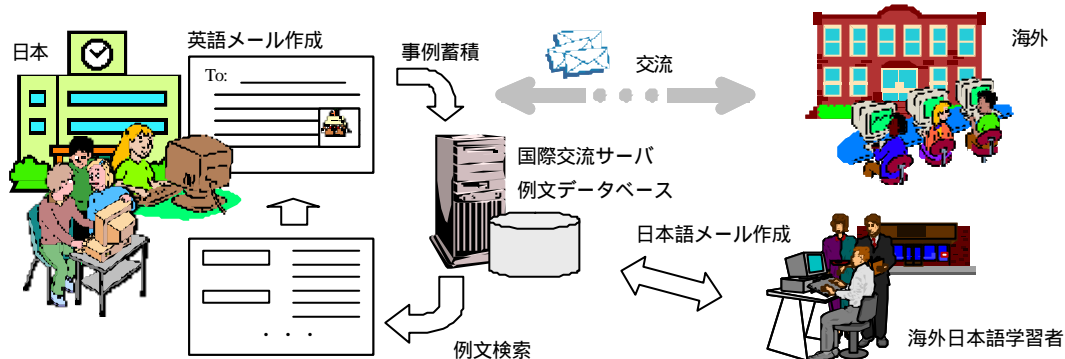 日本
英語メール作成
To:
事例蓄積
交流
海外
国際交流サーバ
例文データベース
日本語メール作成
・・・
例文検索
海外日本語学習者